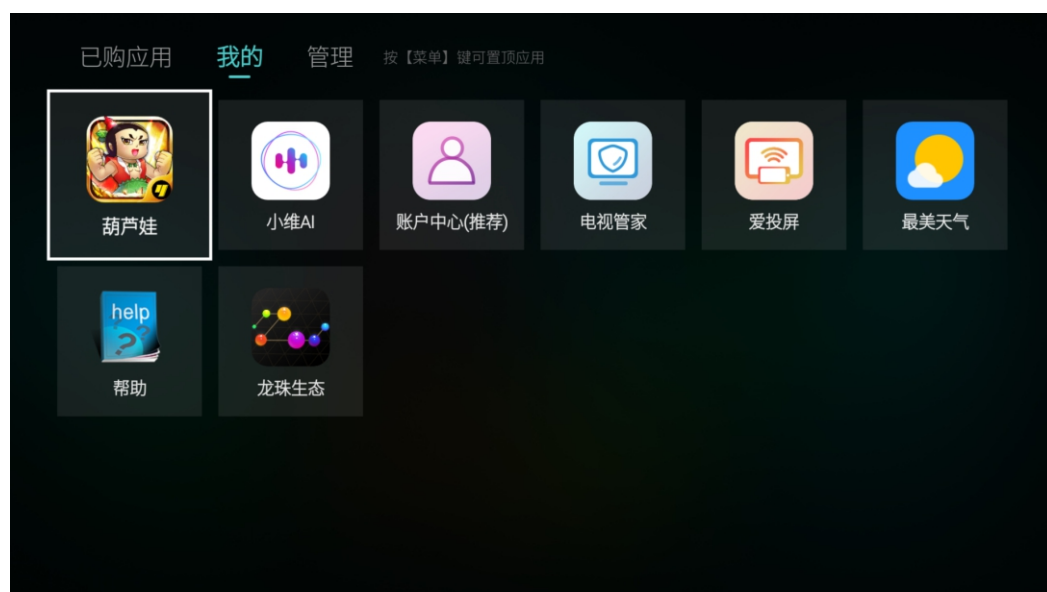 已购应用 我的 管理 按【菜单】键可置顶应用
葫芦娃 小维AI 账户中心(推荐) 电视管家 爱投屏 最美天气
help
帮助 龙珠生态